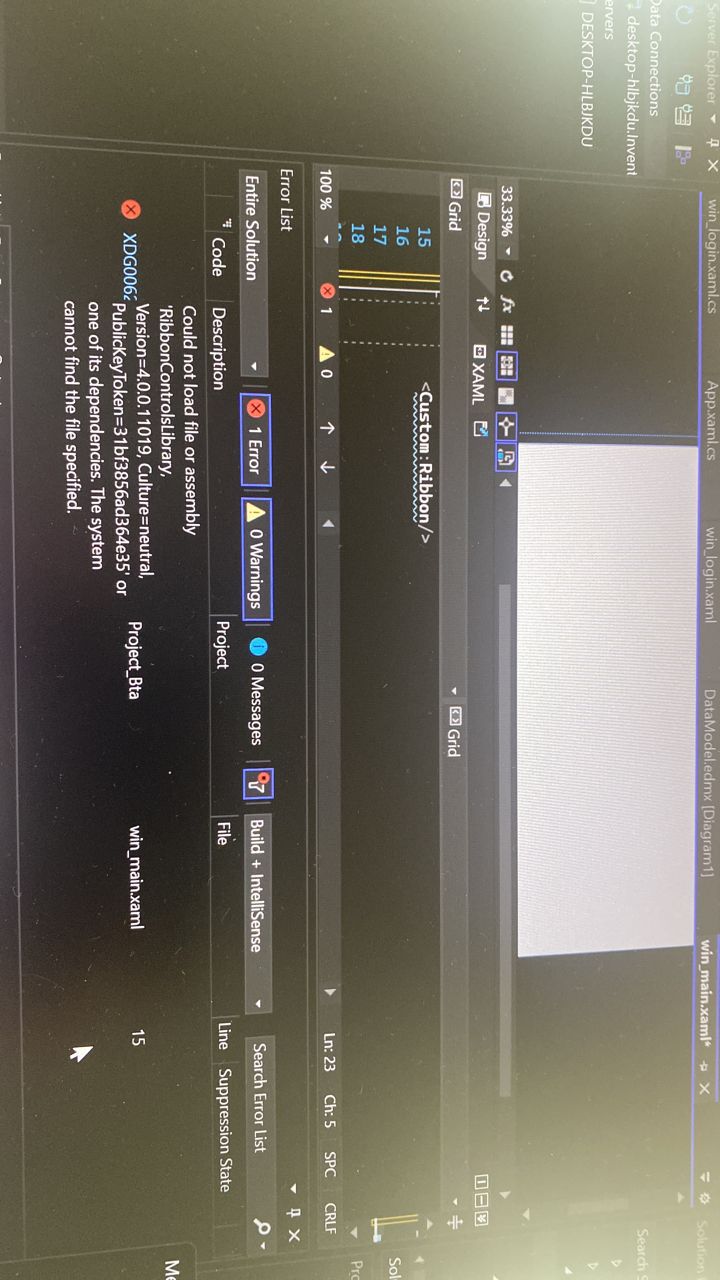 Server Explorer
Data Connections
desktop-hlbjkdu.Invent
ervers
DESKTOP-HLBJKDU
win_login.xaml.cs
App.xaml.cs
win_login.xaml
DataModel.edmx [Diagram1]
win_main.xaml*
Solution
Search
33.33%
fx
Design
XAML
Grid
Grid
15
16
17
18
<Custom:Ribbon/>
100 %
1
0
Ln: 23
Ch: 5
SPC
CRLF
Sol
Pro
Error List
Entire Solution
1 Error
0 Warnings
0 Messages
Build + IntelliSense
Search Error List
Code
Description
Project
File
Line
Suppression State
XDG0062
Could not load file or assembly
'RibbonControlsLibrary,
Version=4.0.0.11019, Culture=neutral,
PublicKeyToken=31bf3856ad364e35' or
one of its dependencies. The system
cannot find the file specified.
Project_Bta
win_main.xaml
15